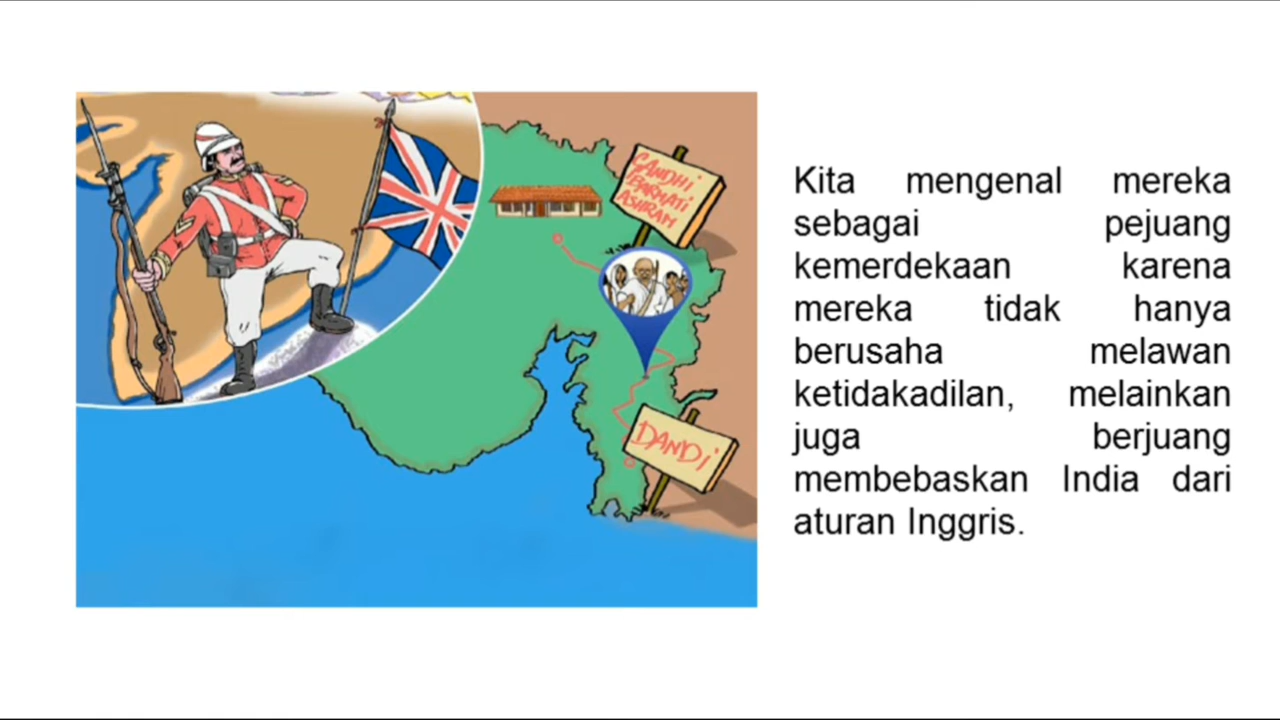 GANDHI
ASHRAM
DANDI
Kita mengenal mereka
sebagai pejuang
kemerdekaan karena
mereka tidak hanya
berusaha melawan
ketidakadilan, melainkan
juga berjuang
membebaskan India dari
aturan Inggris.